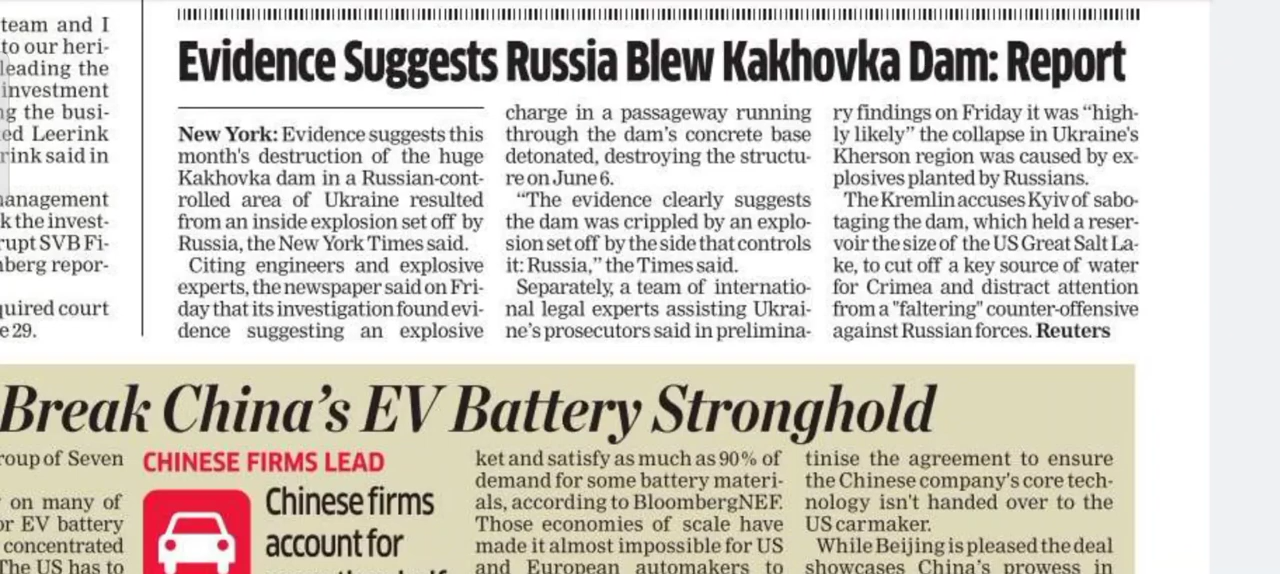 team and I
to our heri-
leading the
investment
ng the busi-
ed Leerink
rink said in
anagement
k the invest-
rupt SVB Fi-
nberg repor-
quired court
e 29.
Evidence Suggests Russia Blew Kakhovka Dam: Report
New York: Evidence suggests this
month's destruction of the huge
Kakhovka dam in a Russian-cont-
rolled area of Ukraine resulted
from an inside explosion set off by
Russia, the New York Times said.
Citing engineers and explosive
experts, the newspaper said on Fri-
day that its investigation found evi-
dence suggesting an explosive
charge in a passageway running
through the dam's concrete base
detonated, destroying the structu-
re on June 6.
“The evidence clearly suggests
the dam was crippled by an explo-
sion set off by the side that controls
it: Russia,” the Times said.
Separately, a team of internatio-
nal legal experts assisting Ukrai-
ne’s prosecutors said in prelimina-
ry findings on Friday it was “high-
ly likely” the collapse in Ukraine's
Kherson region was caused by ex-
plosives planted by Russians.
The Kremlin accuses Kyiv of sabo-
taging the dam, which held a reser-
voir the size of the US Great Salt La-
ke, to cut off a key source of water
for Crimea and distract attention
from a "faltering" counter-offensive
against Russian forces. Reuters
Break China’s EV Battery Stronghold
roup of Seven
on many of
or EV battery
concentrated
The US has to
CHINESE FIRMS LEAD
Chinese firms
account for
ket and satisfy as much as 90% of
demand for some battery materi-
als, according to BloombergNEF.
Those economies of scale have
made it almost impossible for US
and European automakers to
tinise the agreement to ensure
the Chinese company's core tech-
nology isn't handed over to the
US carmaker.
While Beijing is pleased the deal
showcases China's prowess in